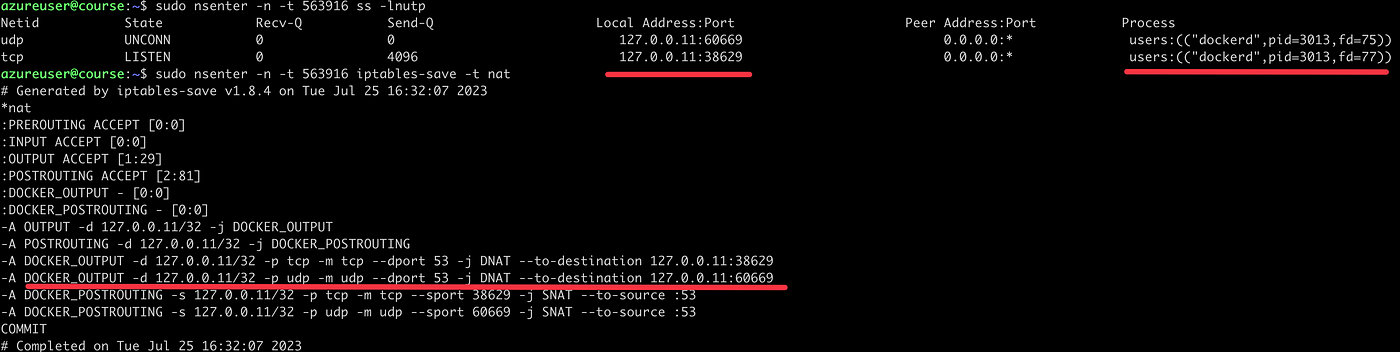 azureuser@course:~$ sudo nsenter -n -t 563916 ss -lnutp
Netid State Recv-Q Send-Q Local Address:Port Peer Address:Port Process
udp UNCONN 0 0 127.0.0.11:60669 0.0.0.0:* users:(("dockerd",pid=3013,fd=75))
tcp LISTEN 0 4096 127.0.0.11:38629 0.0.0.0:* users:(("dockerd",pid=3013,fd=77))
azureuser@course:~$ sudo nsenter -n -t 563916 iptables-save -t nat
# Generated by iptables-save v1.8.4 on Tue Jul 25 16:32:07 2023
*nat
:PREROUTING ACCEPT [0:0]
:INPUT ACCEPT [0:0]
:OUTPUT ACCEPT [1:29]
:POSTROUTING ACCEPT [2:81]
:DOCKER_OUTPUT - [0:0]
:DOCKER_POSTROUTING - [0:0]
-A OUTPUT -d 127.0.0.11/32 -j DOCKER_OUTPUT
-A POSTROUTING -d 127.0.0.11/32 -j DOCKER_POSTROUTING
-A DOCKER_OUTPUT -d 127.0.0.11/32 -p tcp -m tcp --dport 53 -j DNAT --to-destination 127.0.0.11:38629
-A DOCKER_OUTPUT -d 127.0.0.11/32 -p udp -m udp --dport 53 -j DNAT --to-destination 127.0.0.11:60669
-A DOCKER_POSTROUTING -s 127.0.0.11/32 -p tcp -m tcp --sport 38629 -j SNAT --to-source :53
-A DOCKER_POSTROUTING -s 127.0.0.11/32 -p udp -m udp --sport 60669 -j SNAT --to-source :53
COMMIT
# Completed on Tue Jul 25 16:32:07 2023